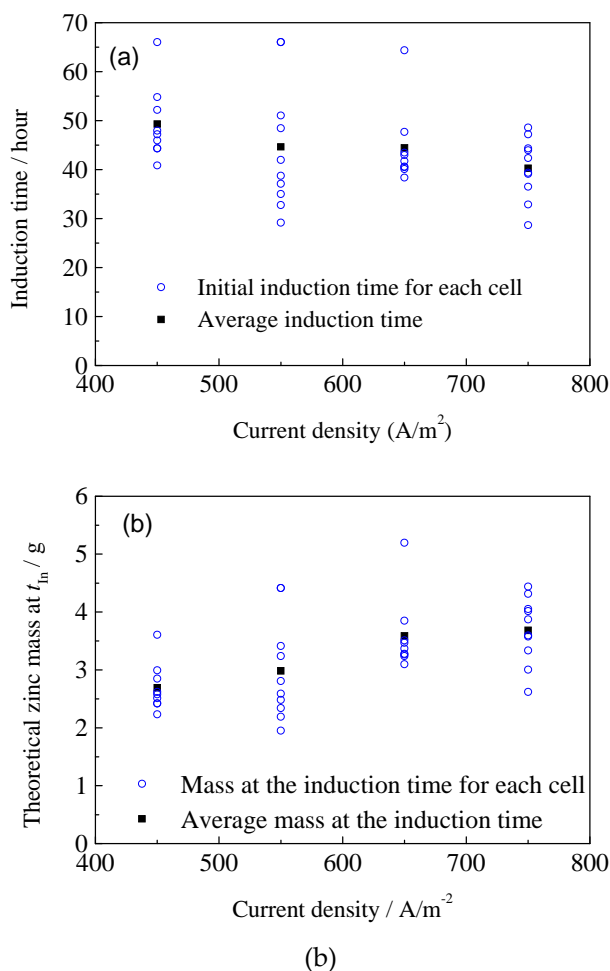 70
(a)
60
50
40
30
20
10
0
Induction time / hour
Initial induction time for each cell
Average induction time
400 500 600 700 800
Current density (A/m²)
6
(b)
5
4
3
2
1
0
Theoretical zinc mass at t_In / g
Mass at the induction time for each cell
Average mass at the induction time
400 500 600 700 800
Current density / A/m⁻²
(b)